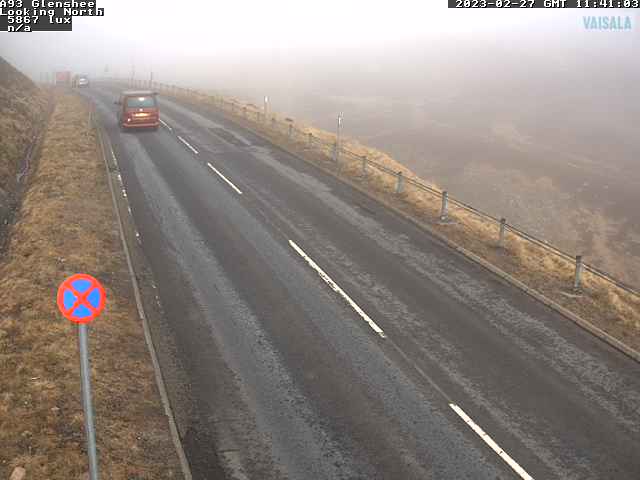 A93 Glenshee
Looking North
5867 lux
n/a
2023-02-27 GMT 11:41:03
VAISALA